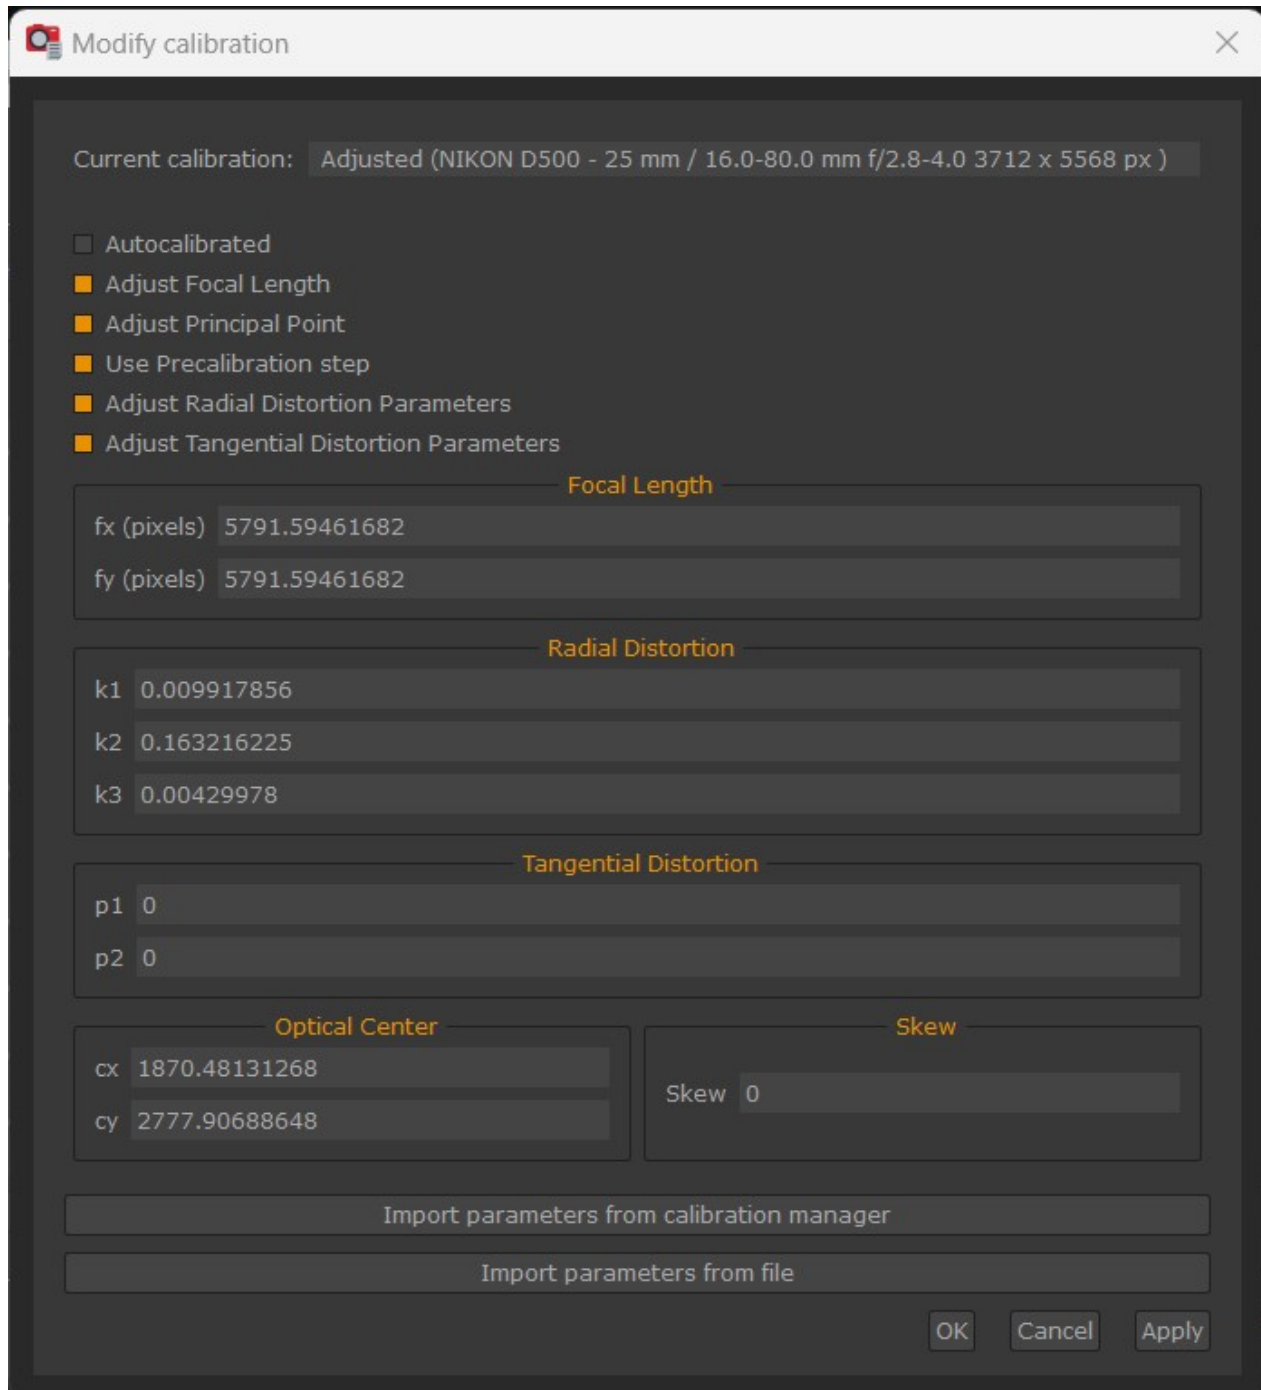 Modify calibration
Current calibration: Adjusted (NIKON D500 - 25 mm / 16.0-80.0 mm f/2.8-4.0 3712 x 5568 px )
Autocalibrated
Adjust Focal Length
Adjust Principal Point
Use Precalibration step
Adjust Radial Distortion Parameters
Adjust Tangential Distortion Parameters
Focal Length
fx (pixels) 5791.59461682
fy (pixels) 5791.59461682
Radial Distortion
k1 0.009917856
k2 0.163216225
k3 0.00429978
Tangential Distortion
p1 0
p2 0
Optical Center
cx 1870.48131268
cy 2777.90688648
Skew
Skew 0
Import parameters from calibration manager
Import parameters from file
OK Cancel Apply